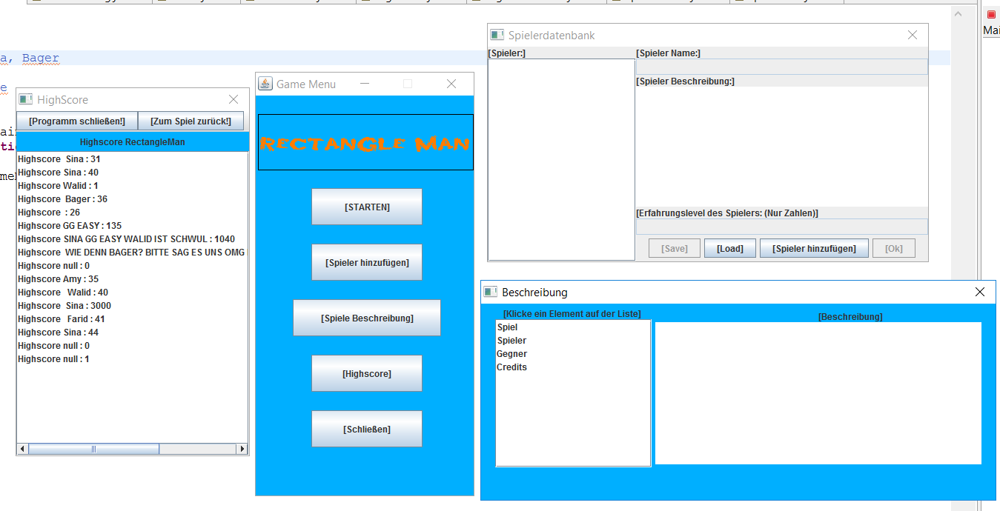 a, Bager
e
HighScore
[Programm schließen!] [Zum Spiel zurück!]
Highscore RectangleMan
Highscore  Sina : 31
Highscore Sina : 40
Highscore Walid : 1
Highscore  Bager : 36
Highscore  : 26
Highscore GG EASY : 135
Highscore SINA GG EASY WALID IST SCHWUL : 1040
Highscore  WIE DENN BAGER? BITTE SAG ES UNS OMG
Highscore null : 0
Highscore Amy : 35
Highscore   Walid : 40
Highscore  Sina : 3000
Highscore   Farid : 41
Highscore Sina : 44
Highscore null : 0
Highscore null : 1
Game Menu
RECTANGLE MAN
[STARTEN]
[Spieler hinzufügen]
[Spiele Beschreibung]
[Highscore]
[Schließen]
Spielerdatenbank
[Spieler:]
[Spieler Name:]
[Spieler Beschreibung:]
[Erfahrungslevel des Spielers: (Nur Zahlen)]
[Save] [Load] [Spieler hinzufügen] [Ok]
Beschreibung
[Klicke ein Element auf der Liste]
Spiel
Spieler
Gegner
Credits
[Beschreibung]
Mai